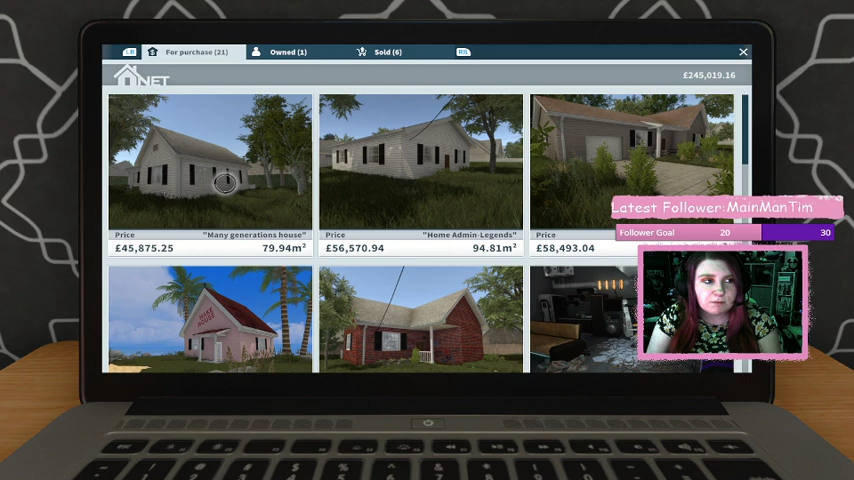 LB
For purchase (21)
Owned (1)
Sold (6)
RB
NET
£245,019.16
Price
"Many generations house"
£45,875.25
79.94m²
Price
"Home Admin-Legends"
£56,570.94
94.81m²
Price
£58,493.04
Latest Follower:MainManTim
Follower Goal
20
30